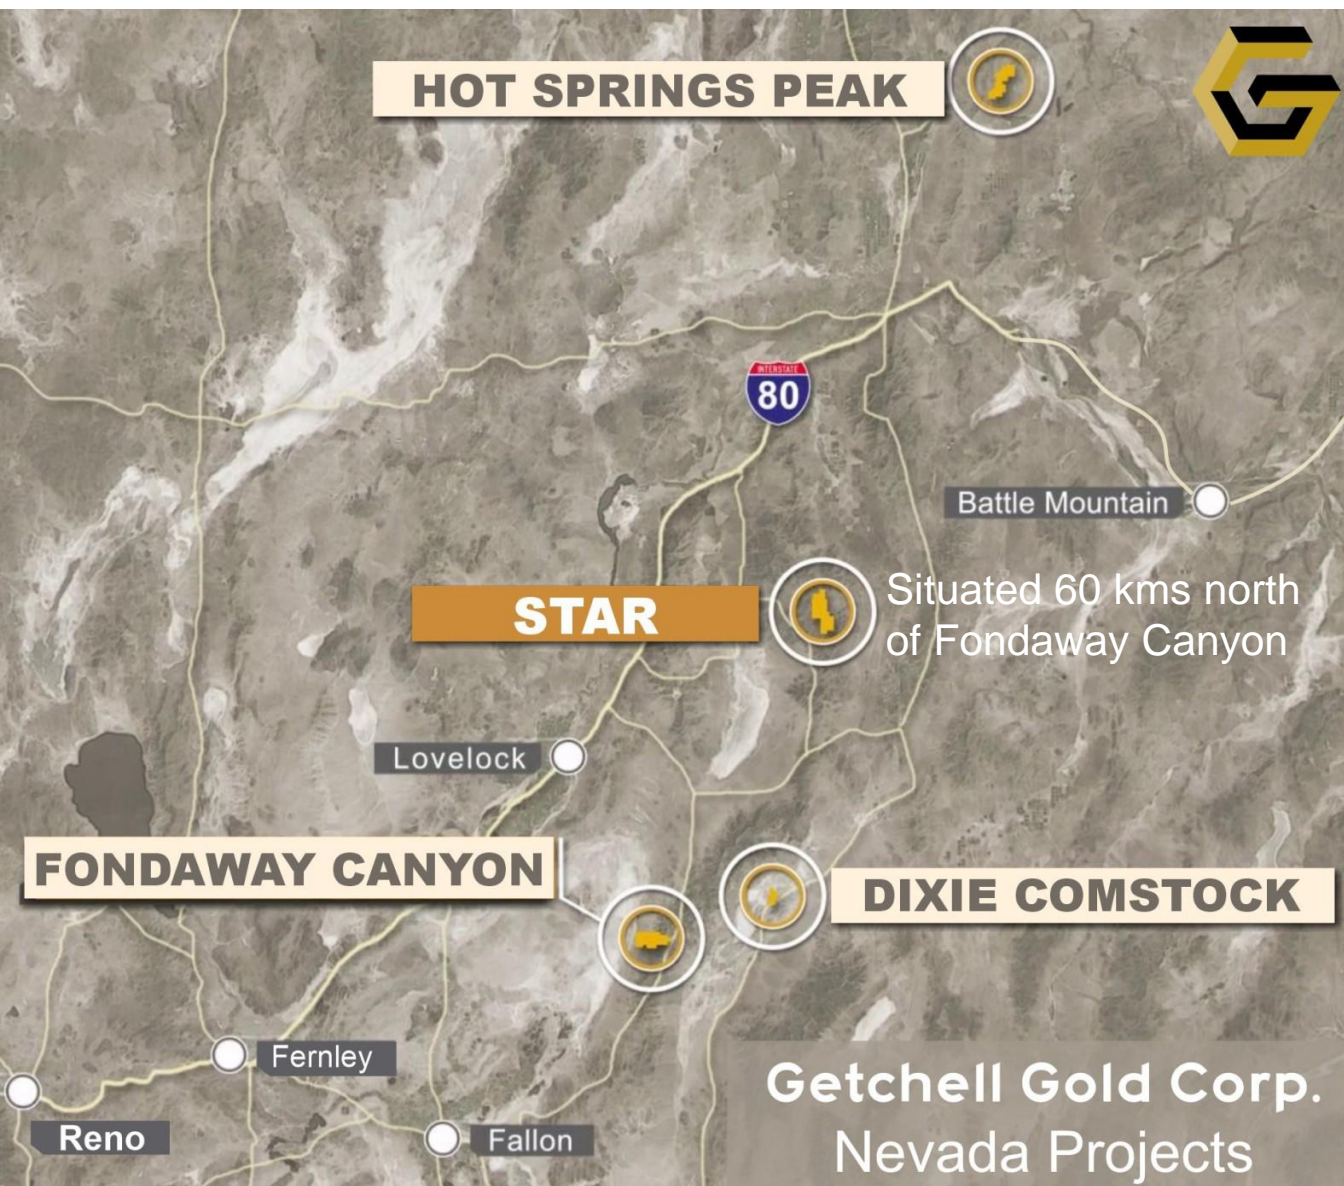 HOT SPRINGS PEAK
INTERSTATE
80
Battle Mountain
STAR
Situated 60 kms north
of Fondaway Canyon
Lovelock
FONDAWAY CANYON
DIXIE COMSTOCK
Fernley
Reno
Fallon
Getchell Gold Corp.
Nevada Projects